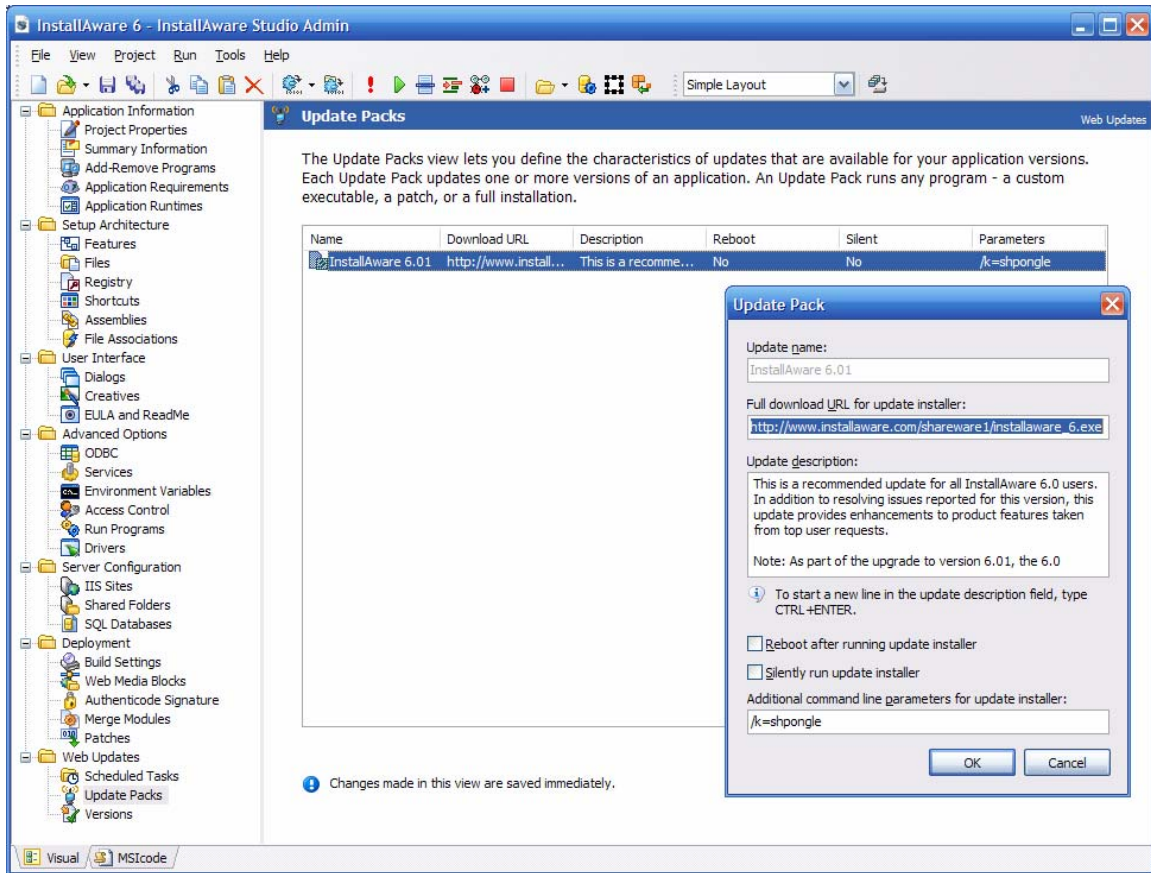 InstallAware 6 - InstallAware Studio Admin
File View Project Run Tools Help
Simple Layout
Application Information
Project Properties
Summary Information
Add-Remove Programs
Application Requirements
Application Runtimes
Setup Architecture
Features
Files
Registry
Shortcuts
Assemblies
File Associations
User Interface
Dialogs
Creatives
EULA and ReadMe
Advanced Options
ODBC
Services
Environment Variables
Access Control
Run Programs
Drivers
Server Configuration
IIS Sites
Shared Folders
SQL Databases
Deployment
Build Settings
Web Media Blocks
Authenticode Signature
Merge Modules
Patches
Web Updates
Scheduled Tasks
Update Packs
Versions
Visual MSIcode
Update Packs Web Updates
The Update Packs view lets you define the characteristics of updates that are available for your application versions.
Each Update Pack updates one or more versions of an application. An Update Pack runs any program - a custom
executable, a patch, or a full installation.
Name Download URL Description Reboot Silent Parameters
InstallAware 6.01 http://www.install... This is a recomme... No No /k=shpongle
Changes made in this view are saved immediately.
Update Pack
Update name:
InstallAware 6.01
Full download URL for update installer:
http://www.installaware.com/shareware1/installaware_6.exe
Update description:
This is a recommended update for all InstallAware 6.0 users.
In addition to resolving issues reported for this version, this
update provides enhancements to product features taken
from top user requests.
Note: As part of the upgrade to version 6.01, the 6.0
To start a new line in the update description field, type
CTRL+ENTER.
Reboot after running update installer
Silently run update installer
Additional command line parameters for update installer:
/k=shpongle
OK Cancel